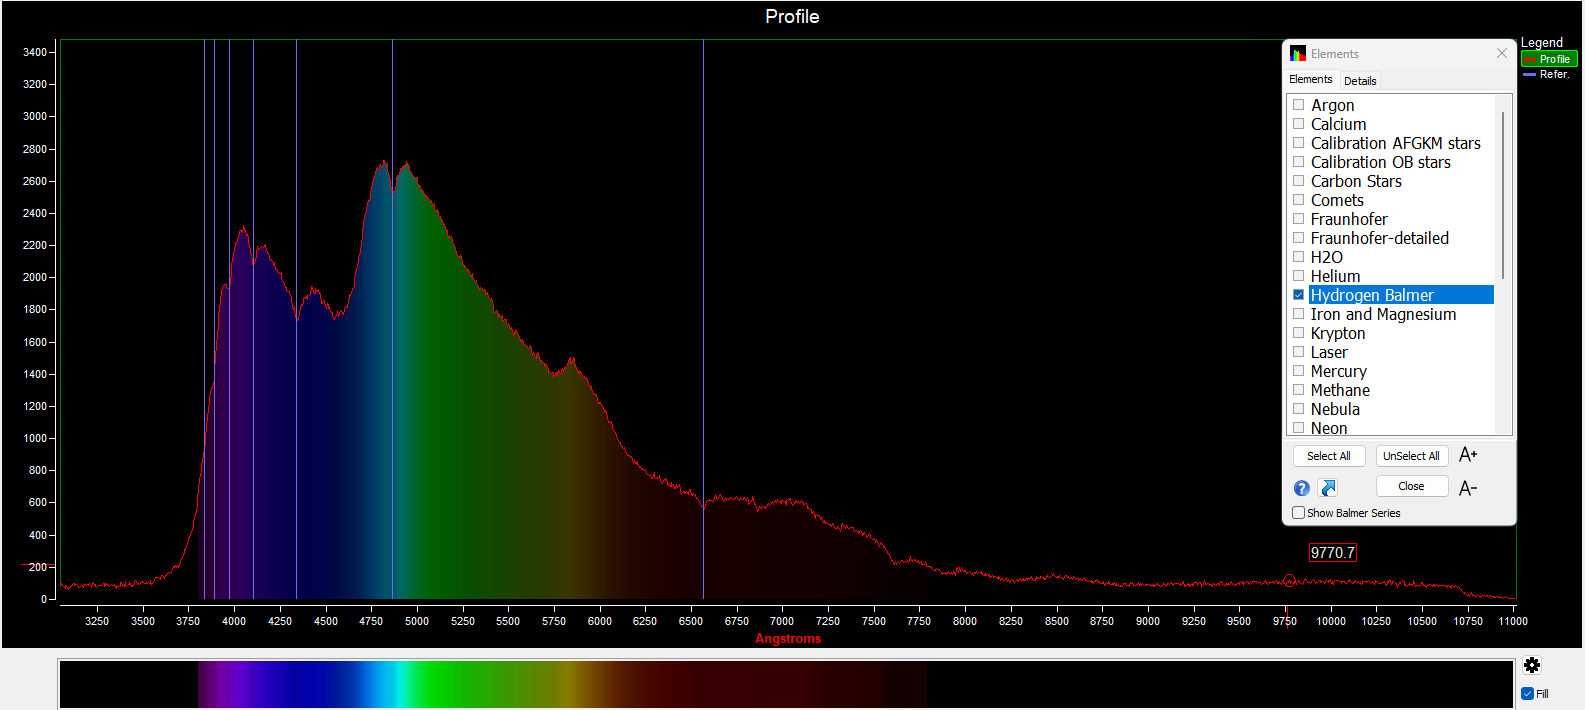 Profile
Legend
Profile
Refer.
3400
3200
3000
2800
2600
2400
2200
2000
1800
1600
1400
1200
1000
800
600
400
200
0
3250 3500 3750 4000 4250 4500 4750 5000 5250 5500 5750 6000 6250 6500 6750 7000 7250 7500 7750 8000 8250 8500 8750 9000 9250 9500 9750 10000 10250 10500 10750 11000
Angstroms
9770.7
Elements
Elements Details
Argon
Calcium
Calibration AFGKM stars
Calibration OB stars
Carbon Stars
Comets
Fraunhofer
Fraunhofer-detailed
H2O
Helium
Hydrogen Balmer
Iron and Magnesium
Krypton
Laser
Mercury
Methane
Nebula
Neon
Select All UnSelect All A+
? Close A-
Show Balmer Series
Fill